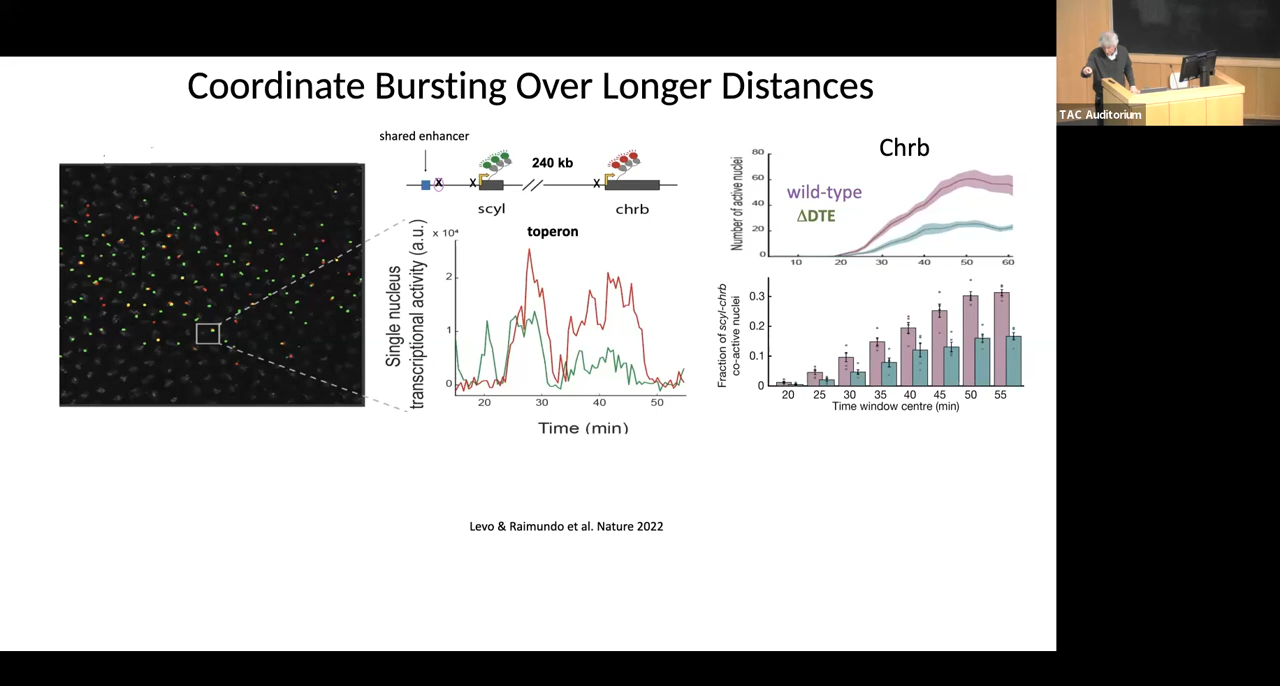 Coordinate Bursting Over Longer Distances
TAC Auditorium
shared enhancer
240 kb
X
X
X
scyl
chrb
toperon
Single nucleus
transcriptional activity (a.u.)
x 10⁴
2
1
0
20
30
40
50
Time (min)
Chrb
Number of active nuclei
80
60
40
20
0
wild-type
ΔDTE
10
20
30
40
50
60
Fraction of scyl-chrb
co-active nuclei
0.3
0.2
0.1
0
20
25
30
35
40
45
50
55
Time window centre (min)
Levo & Raimundo et al. Nature 2022